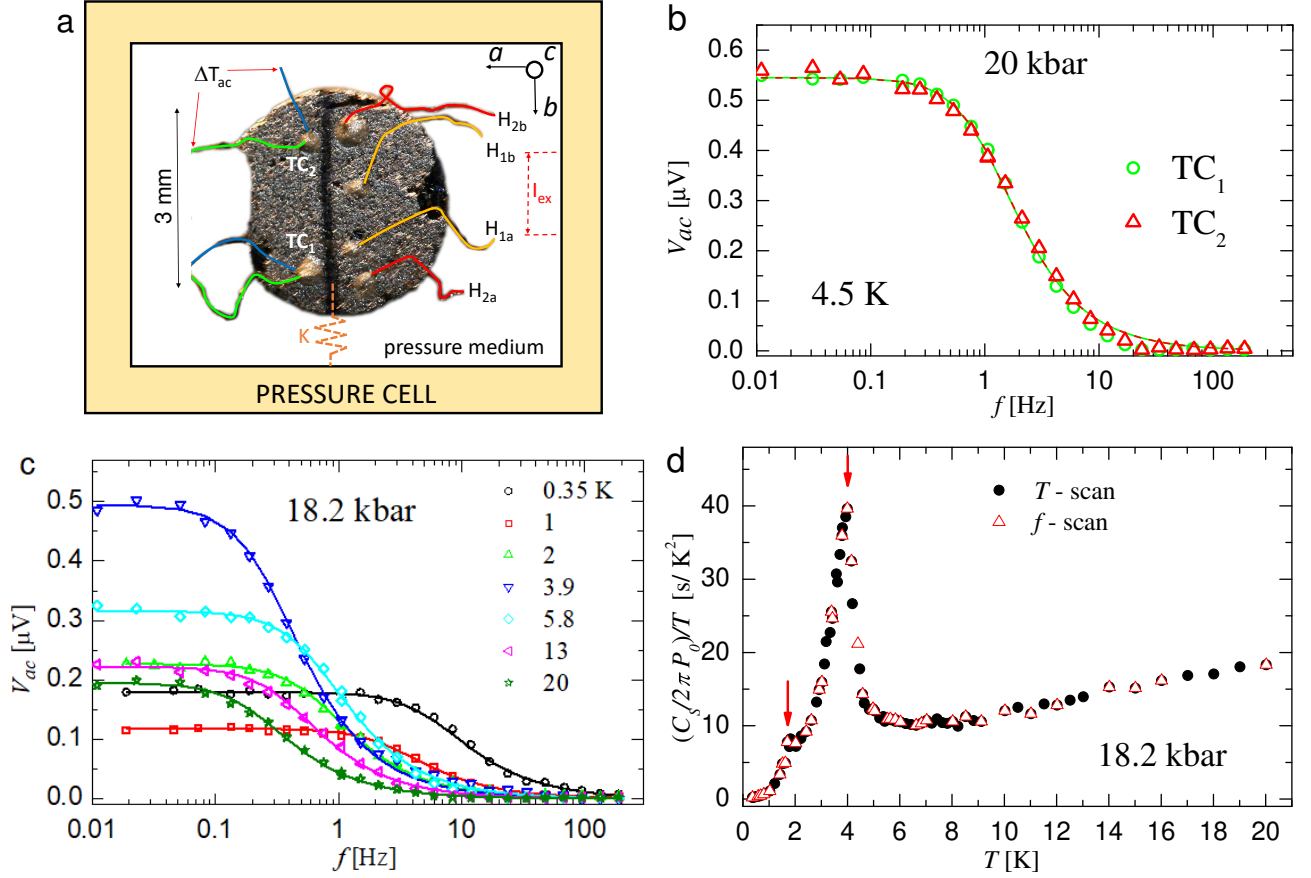 a
ΔT_ac
a
c
b
H_2b
H_1b
TC_2
3 mm
I_ex
TC_1
H_1a
H_2a
K
pressure medium
PRESSURE CELL
b
0.6
0.5
0.4
0.3
0.2
0.1
0.0
V_ac [μV]
20 kbar
TC_1
TC_2
4.5 K
0.01
0.1
1
10
100
f [Hz]
c
0.5
0.4
0.3
0.2
0.1
0.0
V_ac [μV]
18.2 kbar
0.35 K
1
2
3.9
5.8
13
20
0.01
0.1
1
10
100
f [Hz]
d
40
30
20
10
0
(C_s/2π P_0)/T [s/ K²]
T - scan
f - scan
18.2 kbar
0 2 4 6 8 10 12 14 16 18 20
T [K]